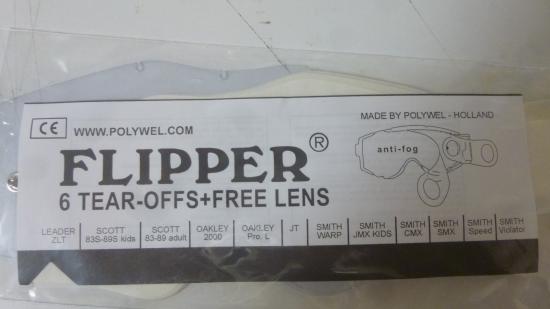 CE WWW.POLYWEL.COM
MADE BY POLYWEL - HOLLAND
FLIPPER®
anti-fog
6 TEAR-OFFS+FREE LENS
LEADER ZLT
SCOTT 83S-89S kids
SCOTT 83-89 adult
OAKLEY 2000
OAKLEY Pro. L
JT
SMITH WARP
SMITH JMX KIDS
SMITH CMX
SMITH SMX
SMITH Speed
SMITH Violator